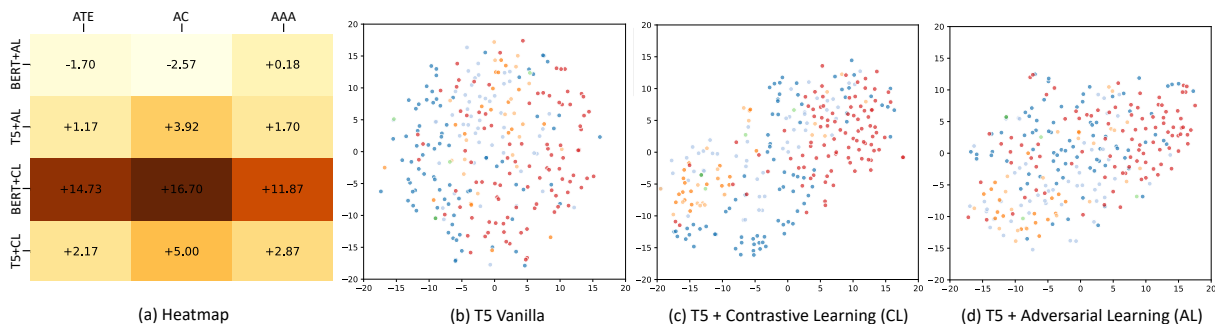 ATE AC AAA
BERT+AL -1.70 -2.57 +0.18
T5+AL +1.17 +3.92 +1.70
BERT+CL +14.73 +16.70 +11.87
T5+CL +2.17 +5.00 +2.87
(a) Heatmap
20
15
10
5
0
−5
−10
−15
−20
−20 −15 −10 −5 0 5 10 15 20
(b) T5 Vanilla
20
15
10
5
0
−5
−10
−15
−20
−20 −15 −10 −5 0 5 10 15 20
(c) T5 + Contrastive Learning (CL)
20
15
10
5
0
−5
−10
−15
−20
−20 −15 −10 −5 0 5 10 15 20
(d) T5 + Adversarial Learning (AL)